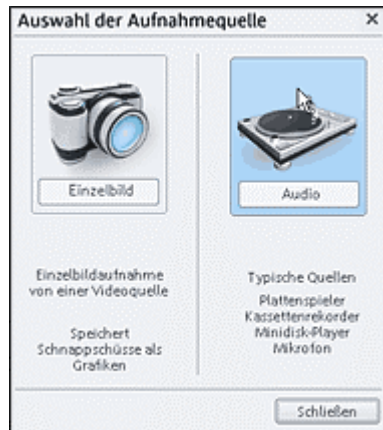 Auswahl der Aufnahmequelle
Einzelbild
Einzelbildaufnahme
von einer Videoquelle
Speichert
Schnappschüsse als
Grafiken
Audio
Typische Quellen
Plattenspieler
Kassettenrekorder
Minidisk-Player
Mikrofon
Schließen